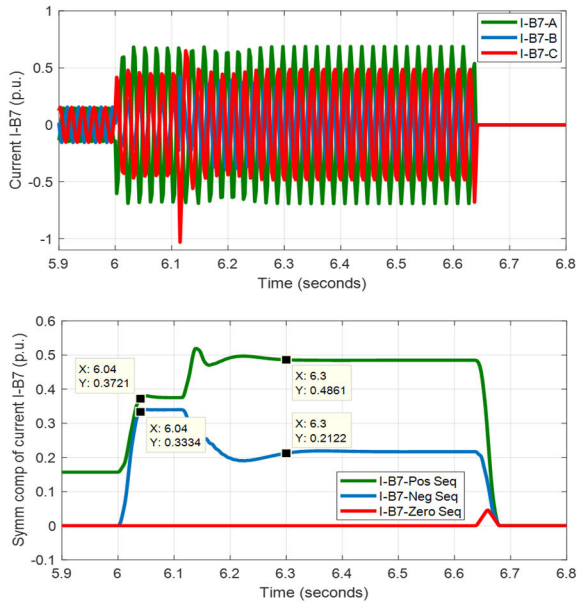 I-B7-A
I-B7-B
I-B7-C
Current I-B7 (p.u.)
1
0.5
0
-0.5
-1
5.9 6 6.1 6.2 6.3 6.4 6.5 6.6 6.7 6.8
Time (seconds)
Symm comp of current I-B7 (p.u.)
0.6
0.5
0.4
0.3
0.2
0.1
0
-0.1
X: 6.04
Y: 0.3721
X: 6.04
Y: 0.3334
X: 6.3
Y: 0.4861
X: 6.3
Y: 0.2122
I-B7-Pos Seq
I-B7-Neg Seq
I-B7-Zero Seq
5.9 6 6.1 6.2 6.3 6.4 6.5 6.6 6.7 6.8
Time (seconds)